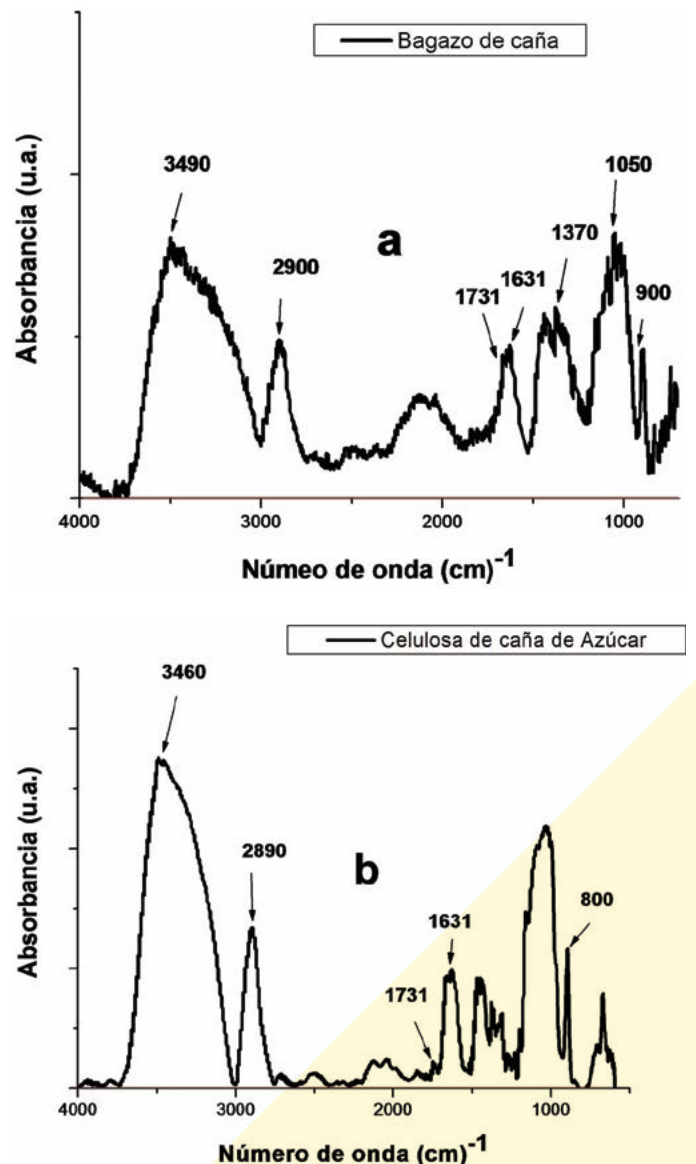 Bagazo de caña
Absorbancia (u.a.)
3490
2900
a
1731
1631
1370
1050
900
4000
3000
2000
1000
Númeo de onda (cm)-1
Celulosa de caña de Azúcar
Absorbancia (u.a.)
3460
2890
b
1731
1631
800
4000
3000
2000
1000
Número de onda (cm)-1